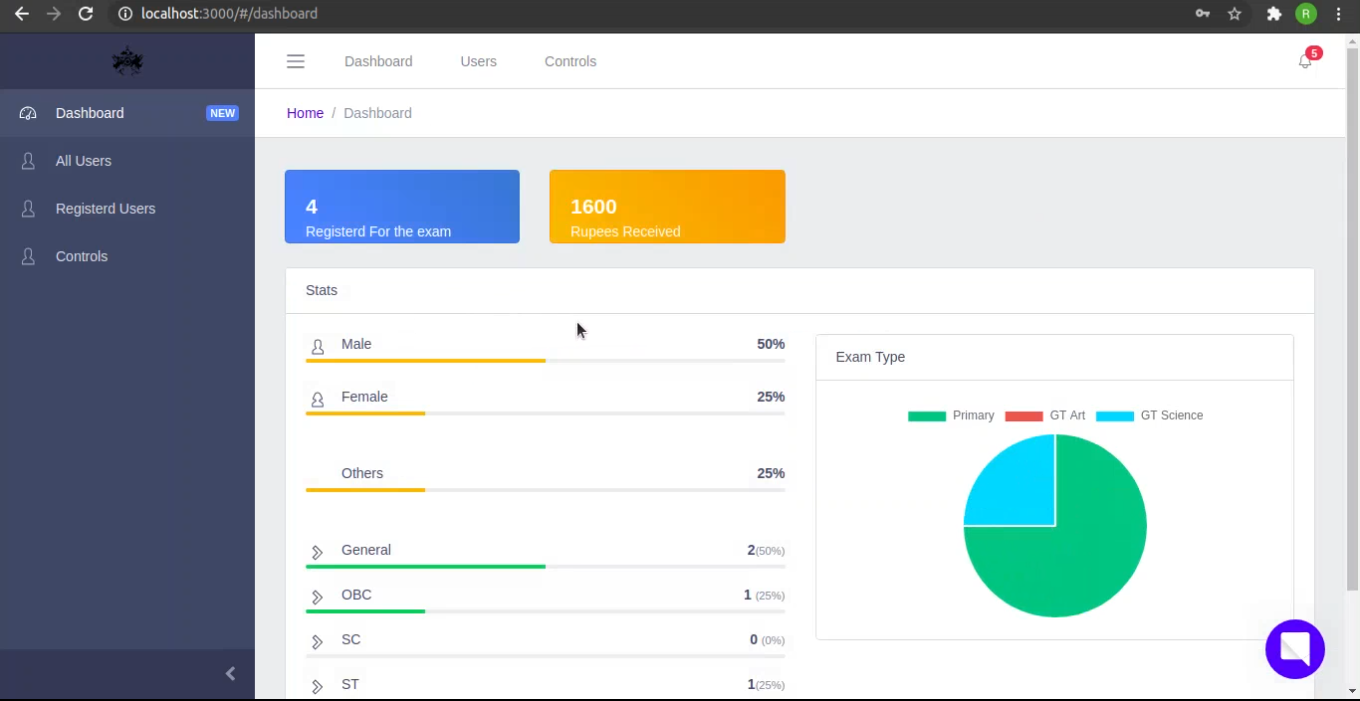 localhost:3000/#/dashboard
R
Dashboard Users Controls
5
Dashboard NEW
All Users
Registerd Users
Controls
Home / Dashboard
4
Registerd For the exam
1600
Rupees Received
Stats
Male 50%
Female 25%
Others 25%
General 2(50%)
OBC 1 (25%)
SC 0 (0%)
ST 1(25%)
Exam Type
Primary GT Art GT Science